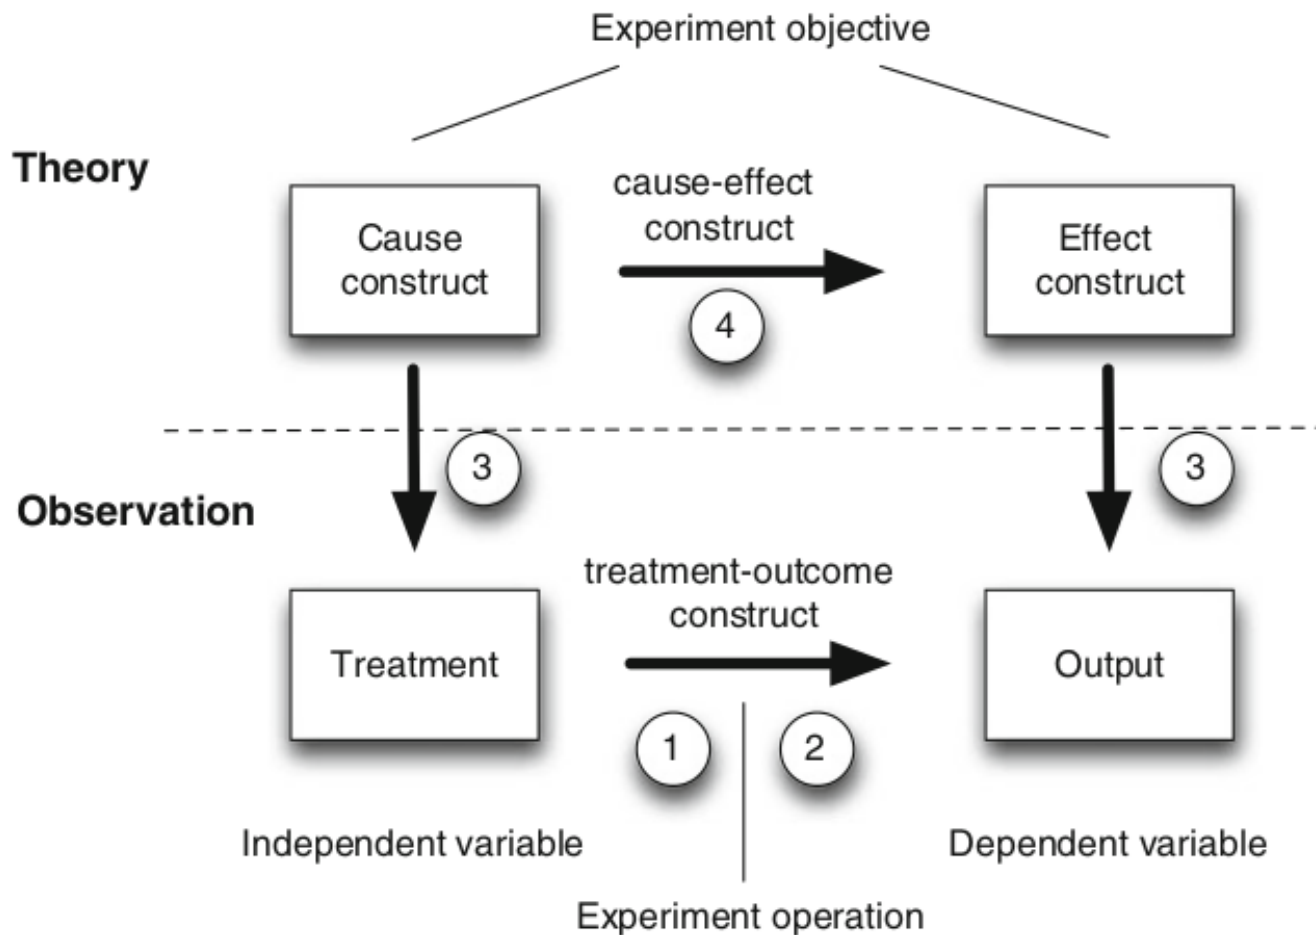 Experiment objective
Theory
cause-effect
construct
Cause
construct
Effect
construct
4
3
3
Observation
treatment-outcome
construct
Treatment
Output
1
2
Independent variable
Dependent variable
Experiment operation